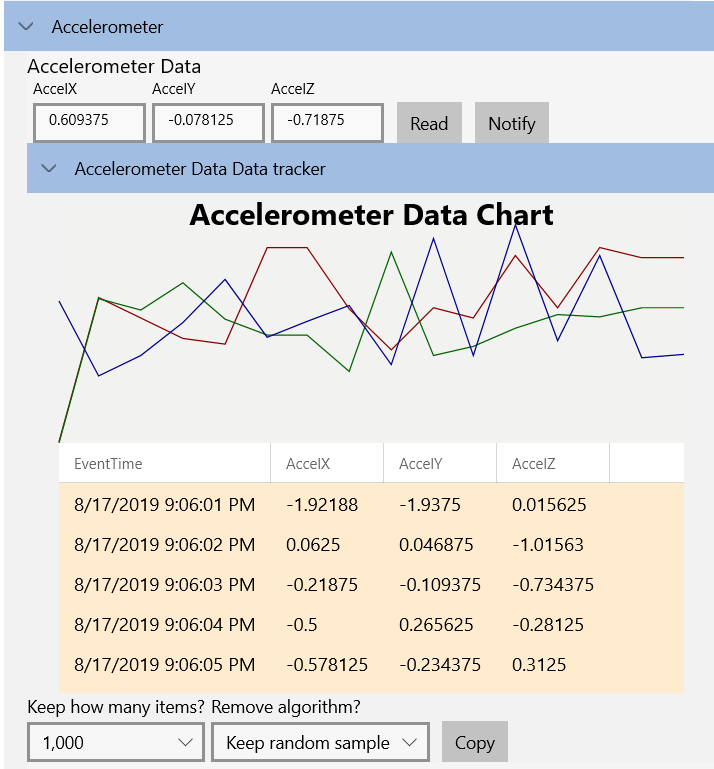 Accelerometer
Accelerometer Data
AccelX AccelY AccelZ
0.609375 -0.078125 -0.71875 Read Notify
Accelerometer Data Data tracker
Accelerometer Data Chart
EventTime AccelX AccelY AccelZ
8/17/2019 9:06:01 PM -1.92188 -1.9375 0.015625
8/17/2019 9:06:02 PM 0.0625 0.046875 -1.01563
8/17/2019 9:06:03 PM -0.21875 -0.109375 -0.734375
8/17/2019 9:06:04 PM -0.5 0.265625 -0.28125
8/17/2019 9:06:05 PM -0.578125 -0.234375 0.3125
Keep how many items? Remove algorithm?
1,000 Keep random sample Copy